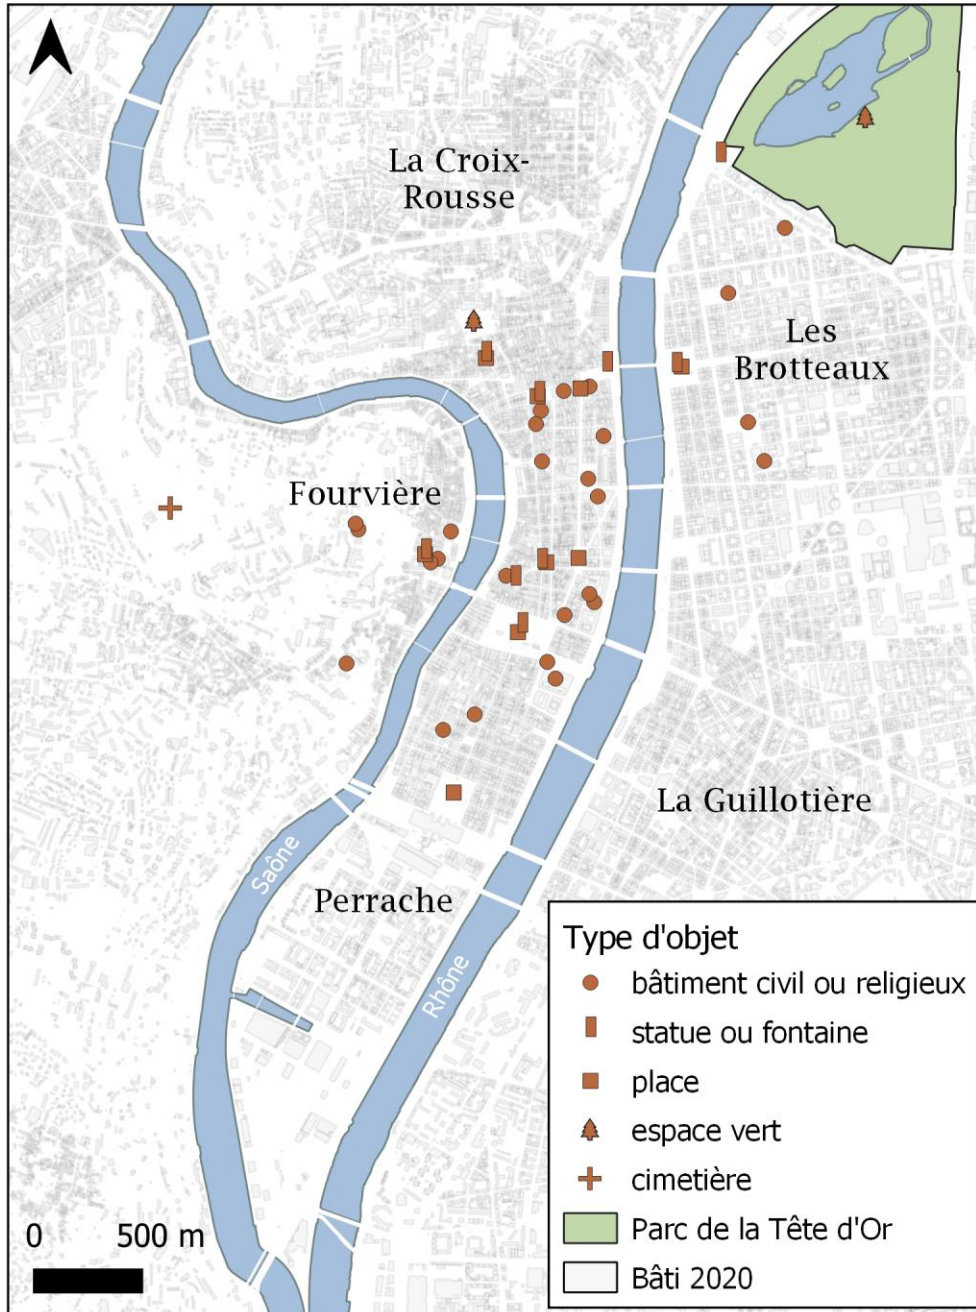 La Croix-
Rousse
Les
Brotteaux
Fourvière
La Guillotière
Saône
Perrache
Rhône
Type d'objet
bâtiment civil ou religieux
statue ou fontaine
place
espace vert
cimetière
Parc de la Tête d'Or
Bâti 2020
0 500 m